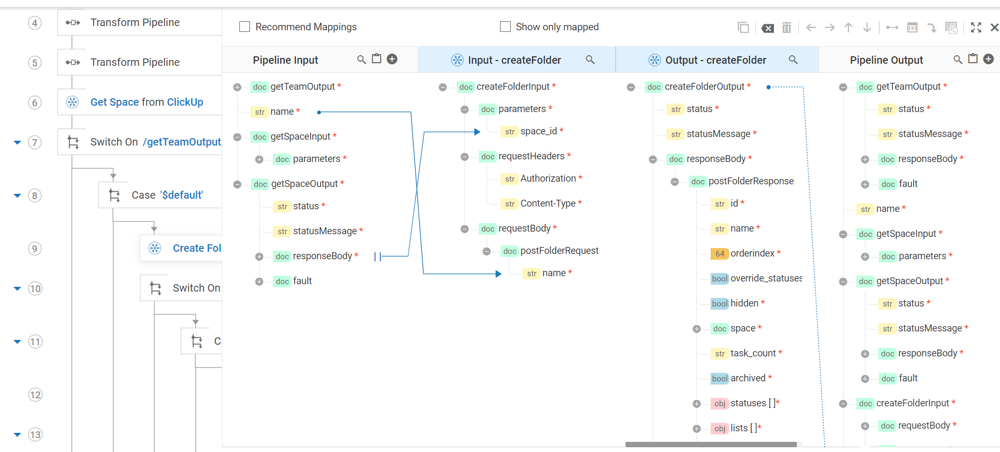 4 Transform Pipeline
5 Transform Pipeline
6 Get Space from ClickUp
7 Switch On /getTeamOutput
8 Case '$default'
9 Create Fol
10 Switch On
11
12
13
Recommend Mappings
Show only mapped
Pipeline Input
doc getTeamOutput *
str name *
doc getSpaceInput *
doc parameters *
doc getSpaceOutput *
str status *
str statusMessage *
doc responseBody *
doc fault
Input - createFolder
doc createFolderInput *
doc parameters *
str space_id *
doc requestHeaders *
str Authorization *
str Content-Type *
doc requestBody *
doc postFolderRequest
str name *
Output - createFolder
doc createFolderOutput *
str status *
str statusMessage *
doc responseBody *
doc postFolderResponse
str id *
str name *
64 orderindex *
bool override_statuses
bool hidden *
doc space *
str task_count *
bool archived *
obj statuses [ ]*
obj lists [ ]*
Pipeline Output
doc getTeamOutput *
str status *
str statusMessage *
doc responseBody *
doc fault
str name *
doc getSpaceInput *
doc parameters *
doc getSpaceOutput *
str status *
str statusMessage *
doc responseBody *
doc fault
doc createFolderInput *
doc requestBody *